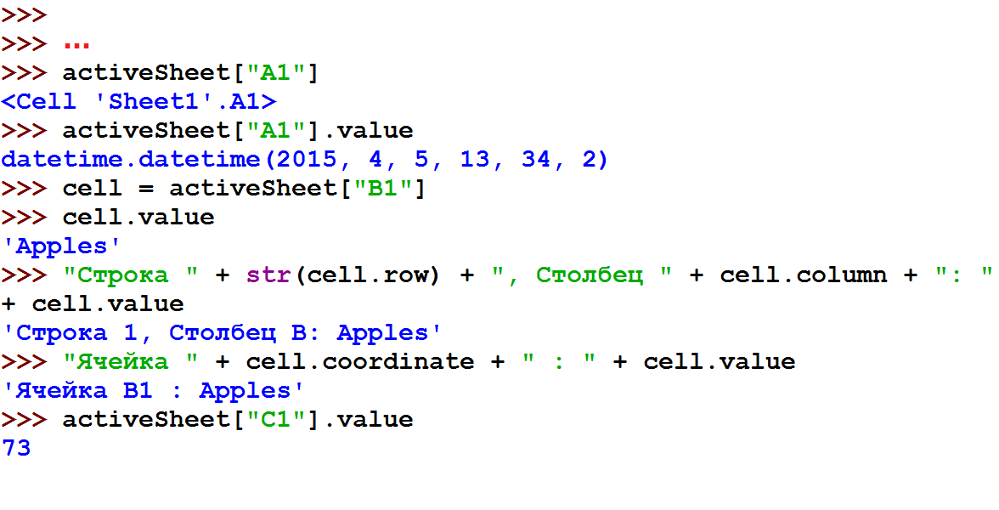 >>>
>>> ...
>>> activeSheet["A1"]
<Cell 'Sheet1'.A1>
>>> activeSheet["A1"].value
datetime.datetime(2015, 4, 5, 13, 34, 2)
>>> cell = activeSheet["B1"]
>>> cell.value
'Apples'
>>> "Строка " + str(cell.row) + ", Столбец " + cell.column + ": "
+ cell.value
'Строка 1, Столбец B: Apples'
>>> "Ячейка " + cell.coordinate + " : " + cell.value
'Ячейка B1 : Apples'
>>> activeSheet["C1"].value
73